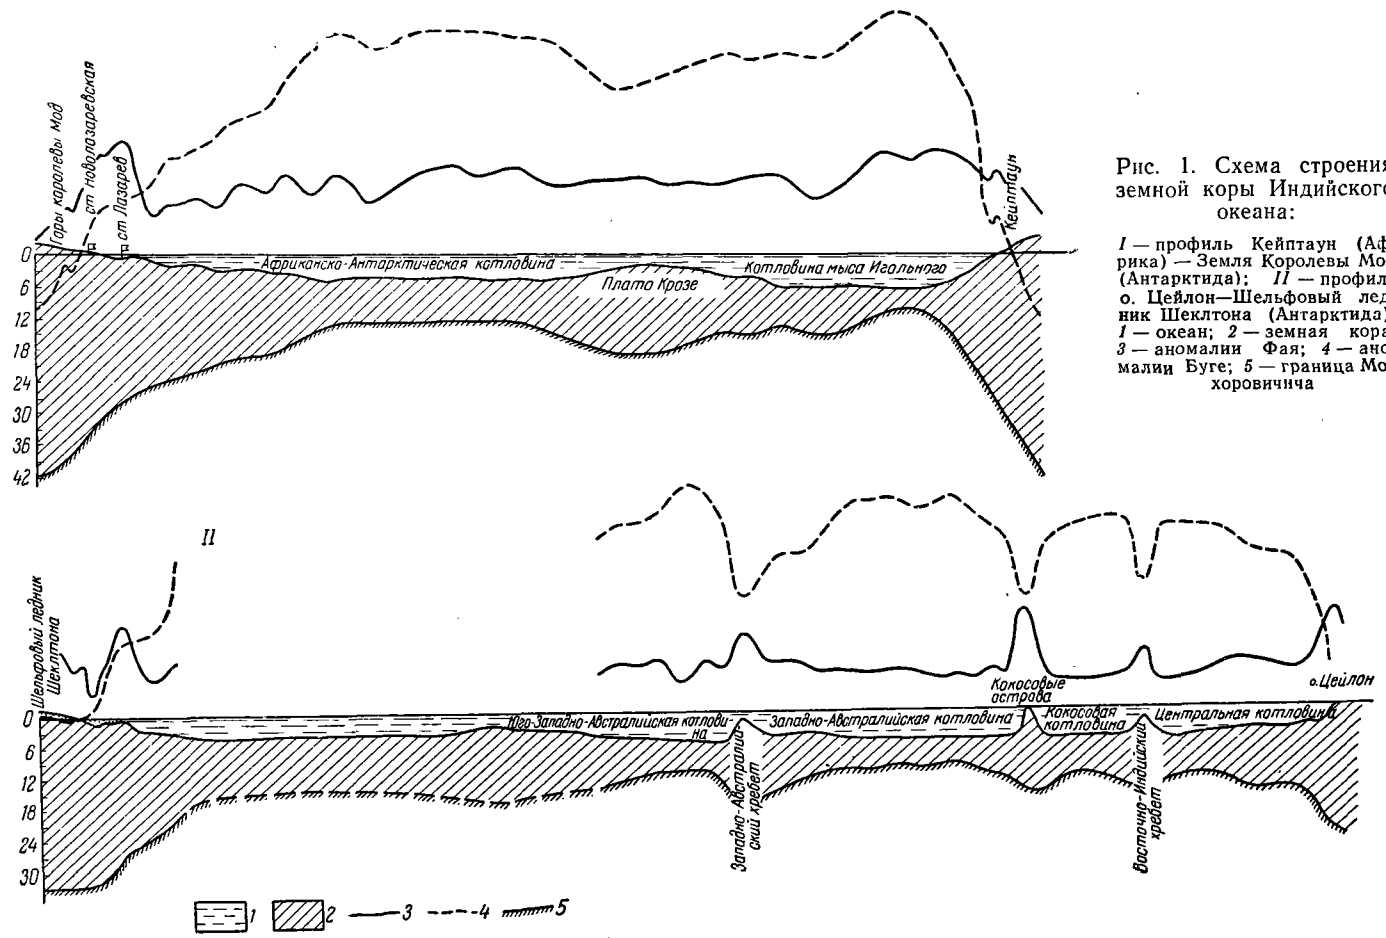 Горы каролевы Мод
ст Новолазаревская
ст Лазарев
Кейптаун
0
6
12
18
24
30
36
42
Африканско-Антарктическая котловина
Плато Крозе
Котловина мыса Игольного
Рис. 1. Схема строения
земной коры Индийского
океана:
I — профиль Кейптаун (Аф
рика) — Земля Королевы Мо
(Антарктида); II — профил
о. Цейлон—Шельфовый лед
ник Шеклтона (Антарктида)
1 — океан; 2 — земная кора
3 — аномалии Фая; 4 — ано
малии Буге; 5 — граница Мо
хоровичича
II
Шельфовый ледник
Шеклтона
0
6
12
18
24
30
Юго-Западно-Австралийская котлови-
на
Западно-Австралий-
ский хребет
Западно-Австралийская котловина
Кокосовые
острова
Кокосовая
котловина
Восточно-Индийский
хребет
Центральная котловина
о.Цейлон
1 2 3 4 5